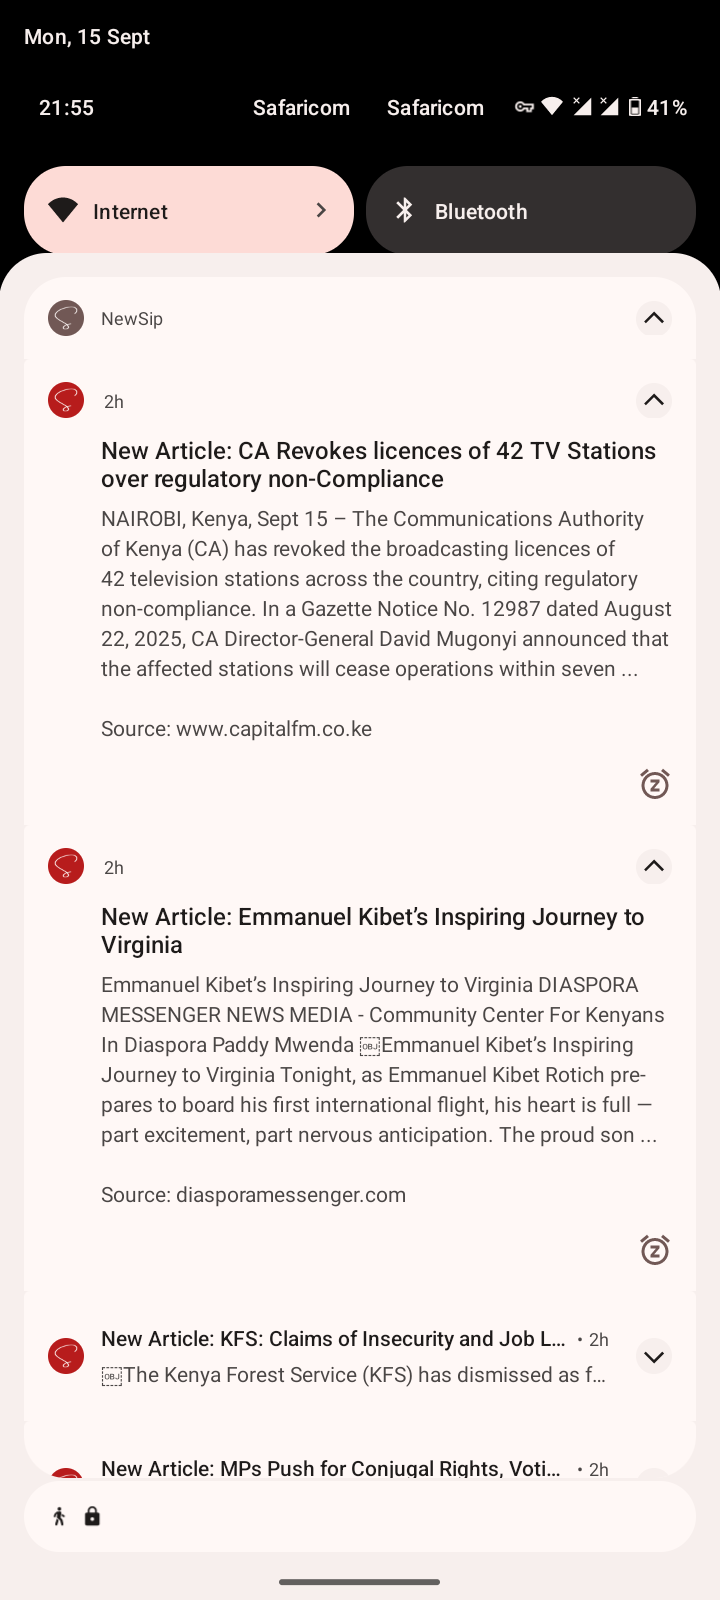 Mon, 15 Sept
21:55 Safaricom Safaricom 41%
Internet Bluetooth
NewSip
2h
New Article: CA Revokes licences of 42 TV Stations
over regulatory non-Compliance
NAIROBI, Kenya, Sept 15 – The Communications Authority
of Kenya (CA) has revoked the broadcasting licences of
42 television stations across the country, citing regulatory
non-compliance. In a Gazette Notice No. 12987 dated August
22, 2025, CA Director-General David Mugonyi announced that
the affected stations will cease operations within seven ...
Source: www.capitalfm.co.ke
2h
New Article: Emmanuel Kibet’s Inspiring Journey to
Virginia
Emmanuel Kibet’s Inspiring Journey to Virginia DIASPORA
MESSENGER NEWS MEDIA - Community Center For Kenyans
In Diaspora Paddy Mwenda ￼Emmanuel Kibet’s Inspiring
Journey to Virginia Tonight, as Emmanuel Kibet Rotich pre-
pares to board his first international flight, his heart is full —
part excitement, part nervous anticipation. The proud son ...
Source: diasporamessenger.com
New Article: KFS: Claims of Insecurity and Job L... • 2h
￼The Kenya Forest Service (KFS) has dismissed as f...
New Article: MPs Push for Conjugal Rights, Voti... • 2h